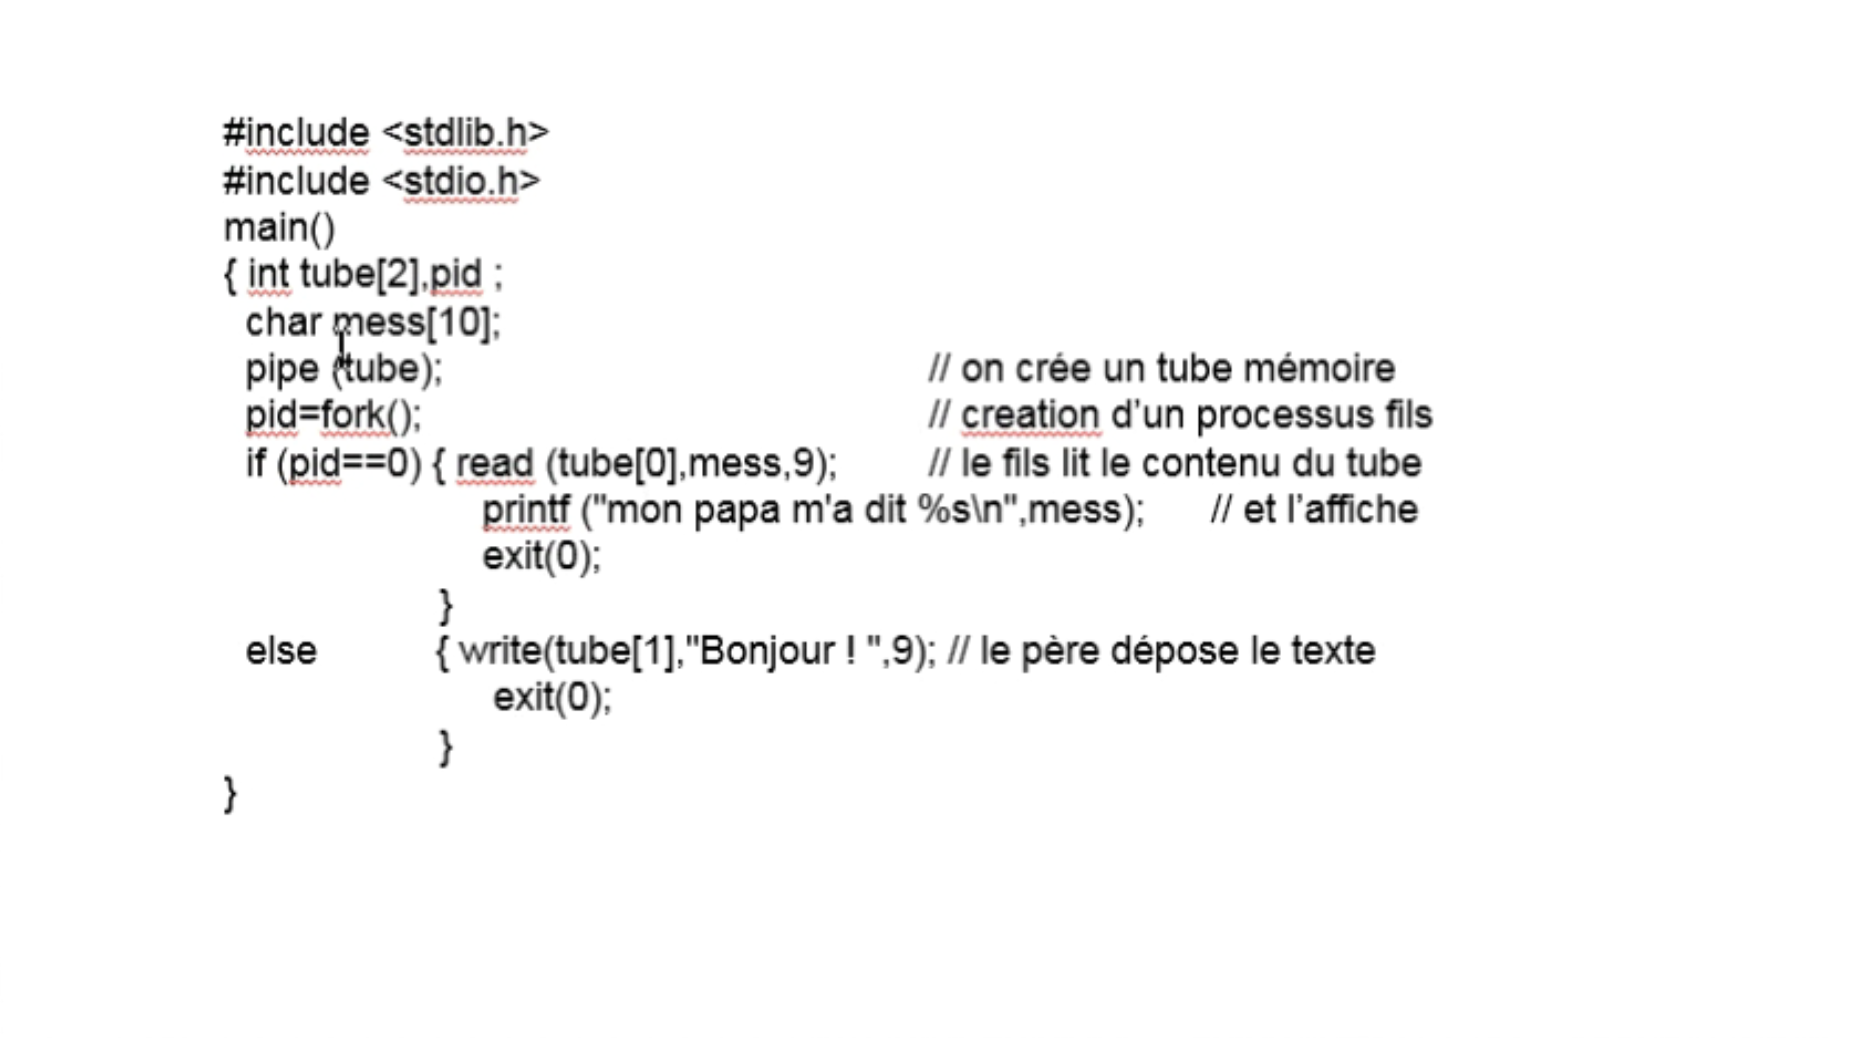 #include <stdlib.h>
#include <stdio.h>
main()
{ int tube[2],pid ;
char mess[10];
pipe (tube); // on crée un tube mémoire
pid=fork(); // creation d’un processus fils
if (pid==0) { read (tube[0],mess,9); // le fils lit le contenu du tube
printf ("mon papa m'a dit %s\n",mess); // et l’affiche
exit(0);
}
else { write(tube[1],"Bonjour ! ",9); // le père dépose le texte
exit(0);
}
}